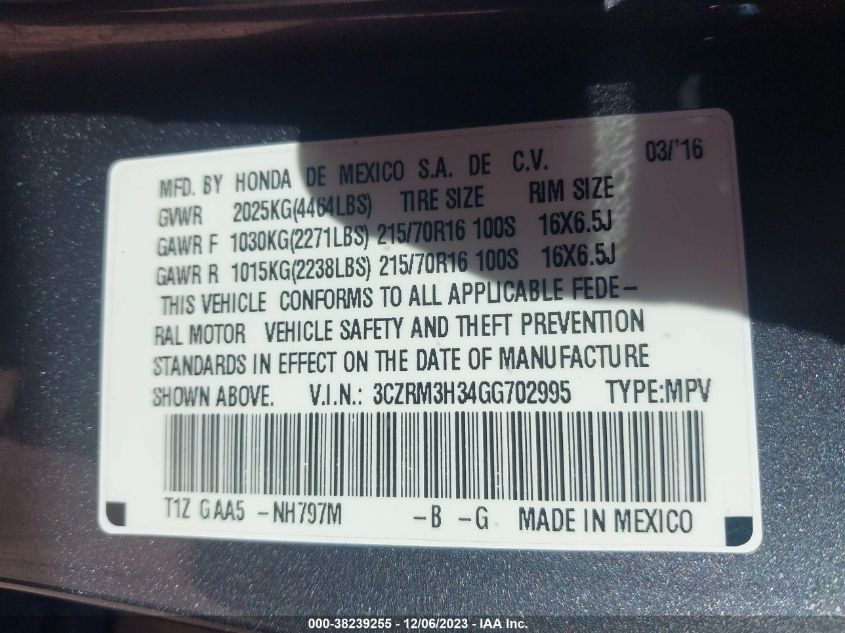 MFD. BY HONDA DE MEXICO S.A. DE C.V. 03/'16
GVWR 2025KG(4464LBS) TIRE SIZE RIM SIZE
GAWR F 1030KG(2271LBS) 215/70R16 100S 16X6.5J
GAWR R 1015KG(2238LBS) 215/70R16 100S 16X6.5J
THIS VEHICLE CONFORMS TO ALL APPLICABLE FEDE-
RAL MOTOR VEHICLE SAFETY AND THEFT PREVENTION
STANDARDS IN EFFECT ON THE DATE OF MANUFACTURE
SHOWN ABOVE. V.I.N.: 3CZRM3H34GG702995 TYPE:MPV
T1Z GAA5 -NH797M -B -G MADE IN MEXICO
000-38239255 - 12/06/2023 - IAA Inc.